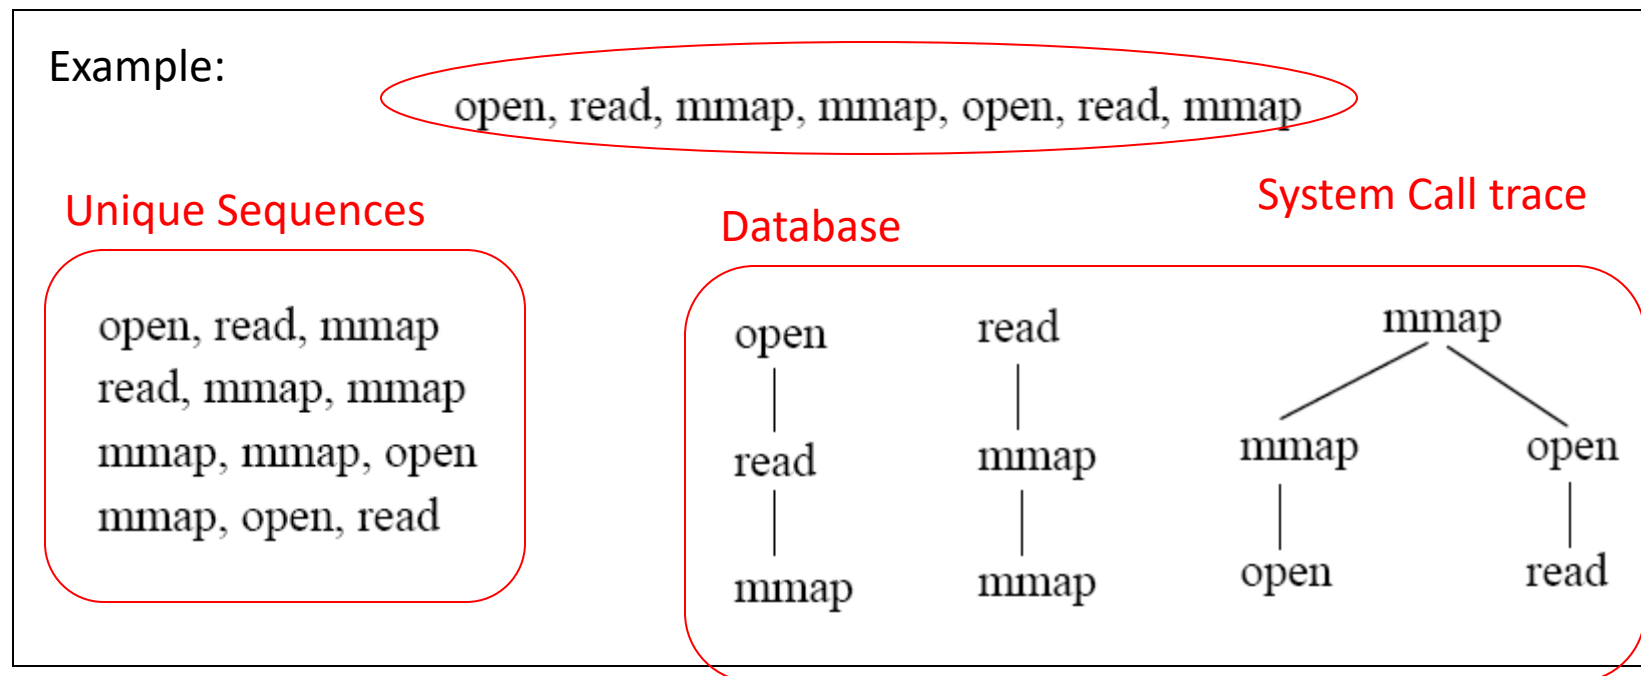 Example:
open, read, mmap, mmap, open, read, mmap
System Call trace
Unique Sequences
open, read, mmap
read, mmap, mmap
mmap, mmap, open
mmap, open, read
Database
open read mmap
read mmap mmap open
mmap mmap open read